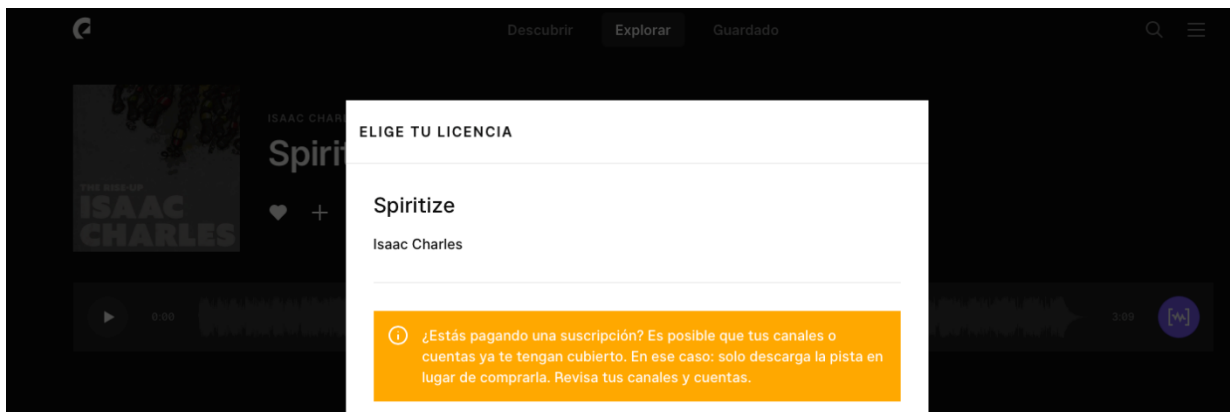 Descubrir Explorar Guardado
THE RISE UP
ISAAC
CHARLES
ISAAC CHAR
Spirit
ELIGE TU LICENCIA
Spiritize
Isaac Charles
¿Estás pagando una suscripción? Es posible que tus canales o
cuentas ya te tengan cubierto. En ese caso: solo descarga la pista en
lugar de comprarla. Revisa tus canales y cuentas.
0:00
3:09